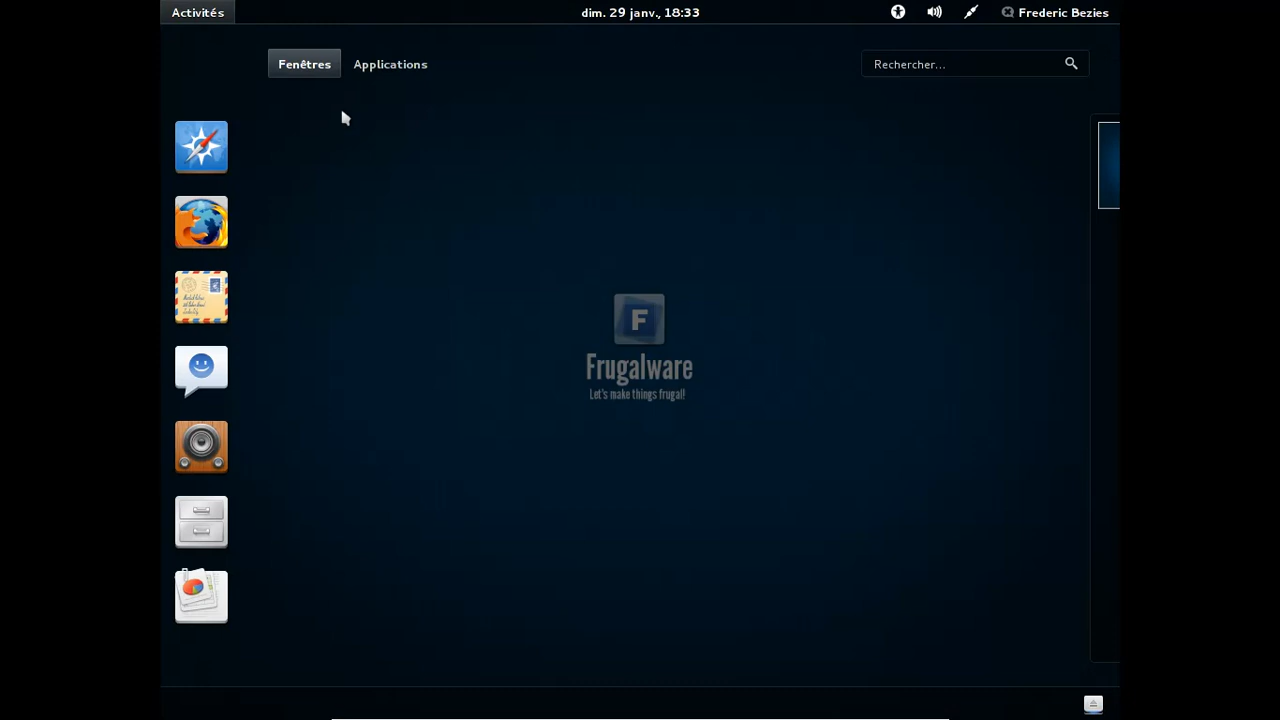 Activités
dim. 29 janv., 18:33
Frederic Bezies
Fenêtres
Applications
Rechercher...
F
Frugalware
Let's make things frugal!